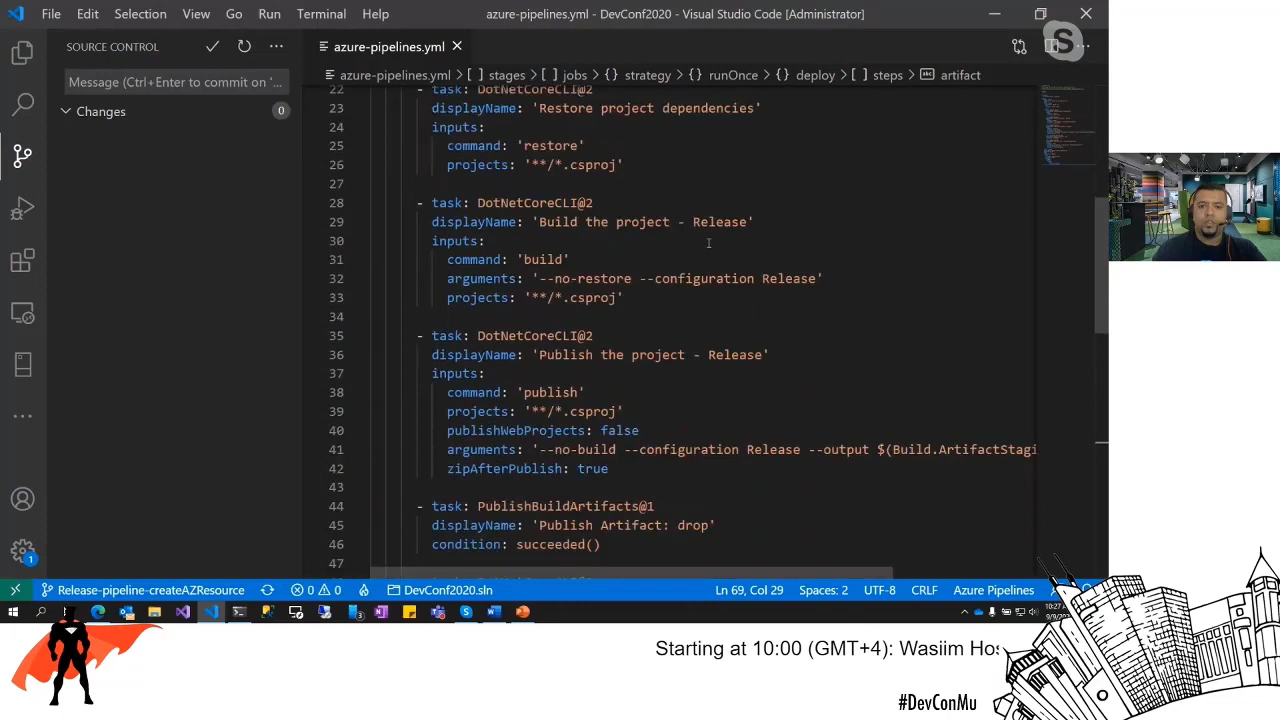 File Edit Selection View Go Run Terminal Help azure-pipelines.yml - DevConf2020 - Visual Studio Code [Administrator]
SOURCE CONTROL
azure-pipelines.yml
Message (Ctrl+Enter to commit on '...
azure-pipelines.yml > [ ] stages > [ ] jobs > {} strategy > {} runOnce > {} deploy > [ ] steps > artifact
Changes 0
22 - task: DotNetCoreCLI@2
23 displayName: 'Restore project dependencies'
24 inputs:
25 command: 'restore'
26 projects: '**/*.csproj'
27
28 - task: DotNetCoreCLI@2
29 displayName: 'Build the project - Release'
30 inputs:
31 command: 'build'
32 arguments: '--no-restore --configuration Release'
33 projects: '**/*.csproj'
34
35 - task: DotNetCoreCLI@2
36 displayName: 'Publish the project - Release'
37 inputs:
38 command: 'publish'
39 projects: '**/*.csproj'
40 publishWebProjects: false
41 arguments: '--no-build --configuration Release --output $(Build.ArtifactStagi
42 zipAfterPublish: true
43
44 - task: PublishBuildArtifacts@1
45 displayName: 'Publish Artifact: drop'
46 condition: succeeded()
47
1
Release-pipeline-createAZResource 0 0 DevConf2020.sln Ln 69, Col 29 Spaces: 2 UTF-8 CRLF Azure Pipelines
10:27
Starting at 10:00 (GMT+4): Wasiim Hos
#DevConMu